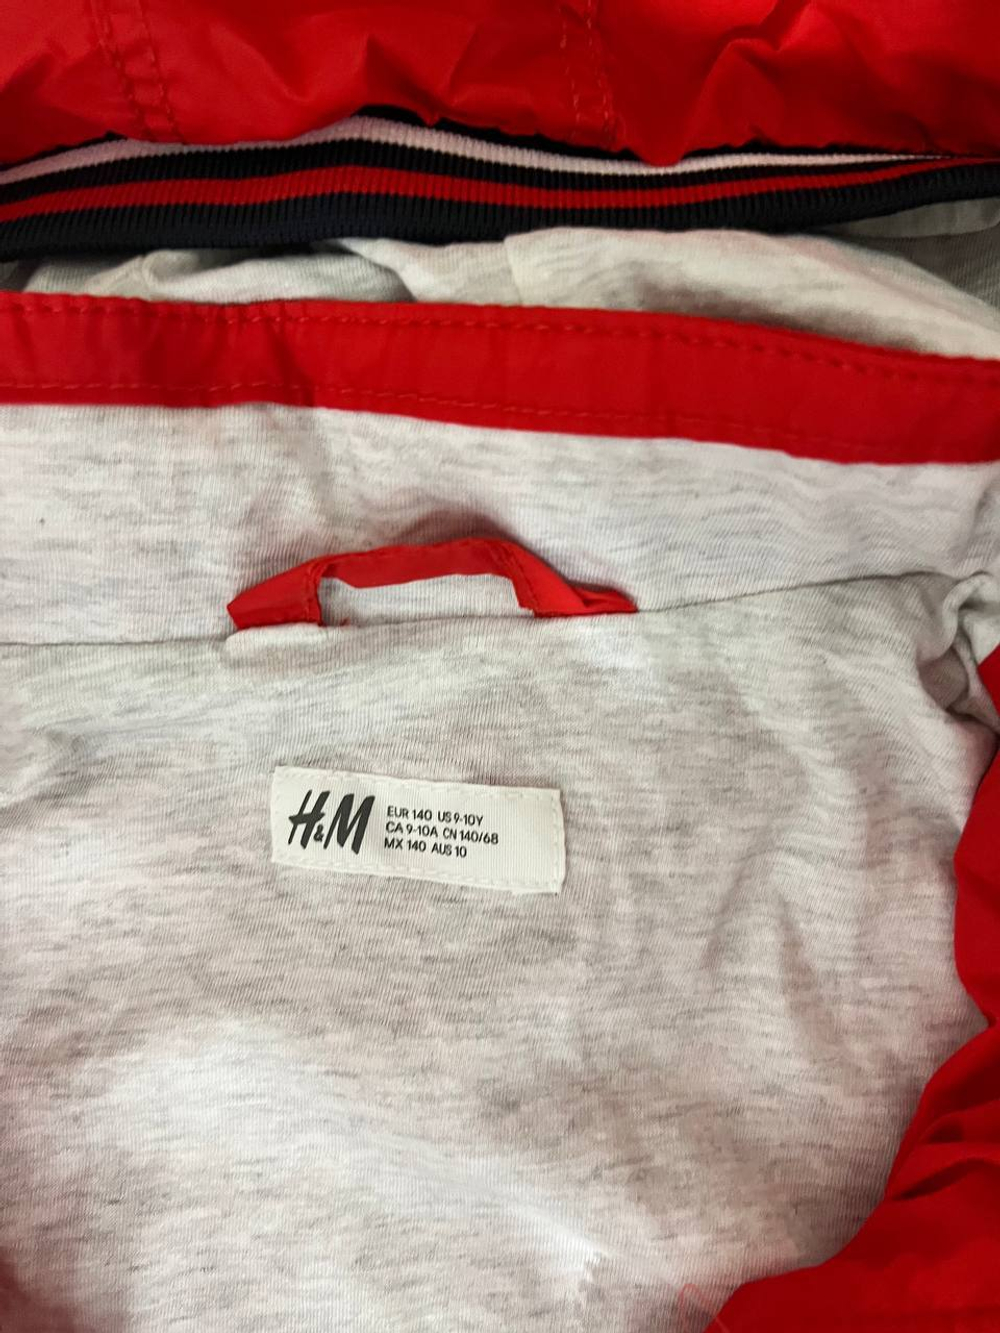 H&M
EUR 140 US 9-10Y
CA 9-10A CN 140/68
MX 140 AUS 10